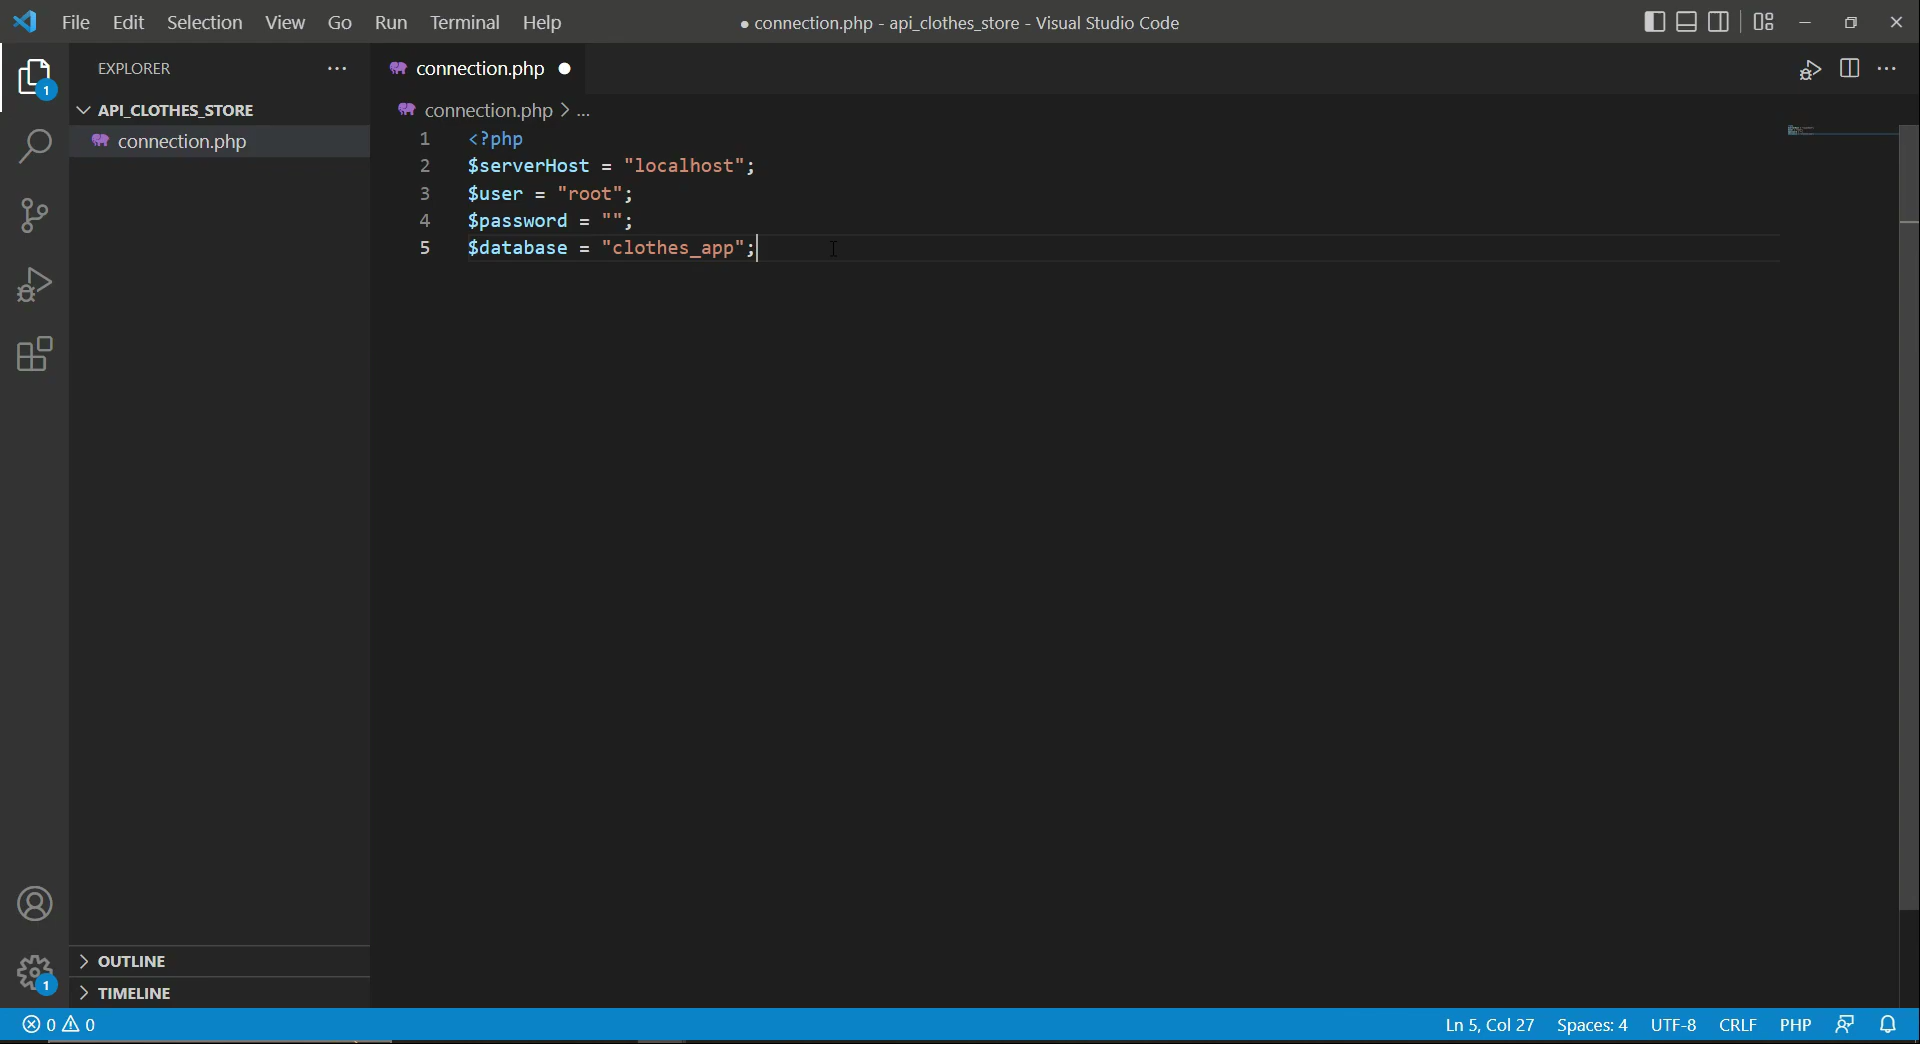 File Edit Selection View Go Run Terminal Help
● connection.php - api_clothes_store - Visual Studio Code
EXPLORER
connection.php
1
API_CLOTHES_STORE
connection.php > ...
connection.php
1 <?php
2 $serverHost = "localhost";
3 $user = "root";
4 $password = "";
5 $database = "clothes_app";
OUTLINE
1
TIMELINE
0 0
Ln 5, Col 27 Spaces: 4 UTF-8 CRLF PHP